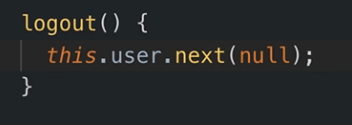 logout() {
  this.user.next(null);
}